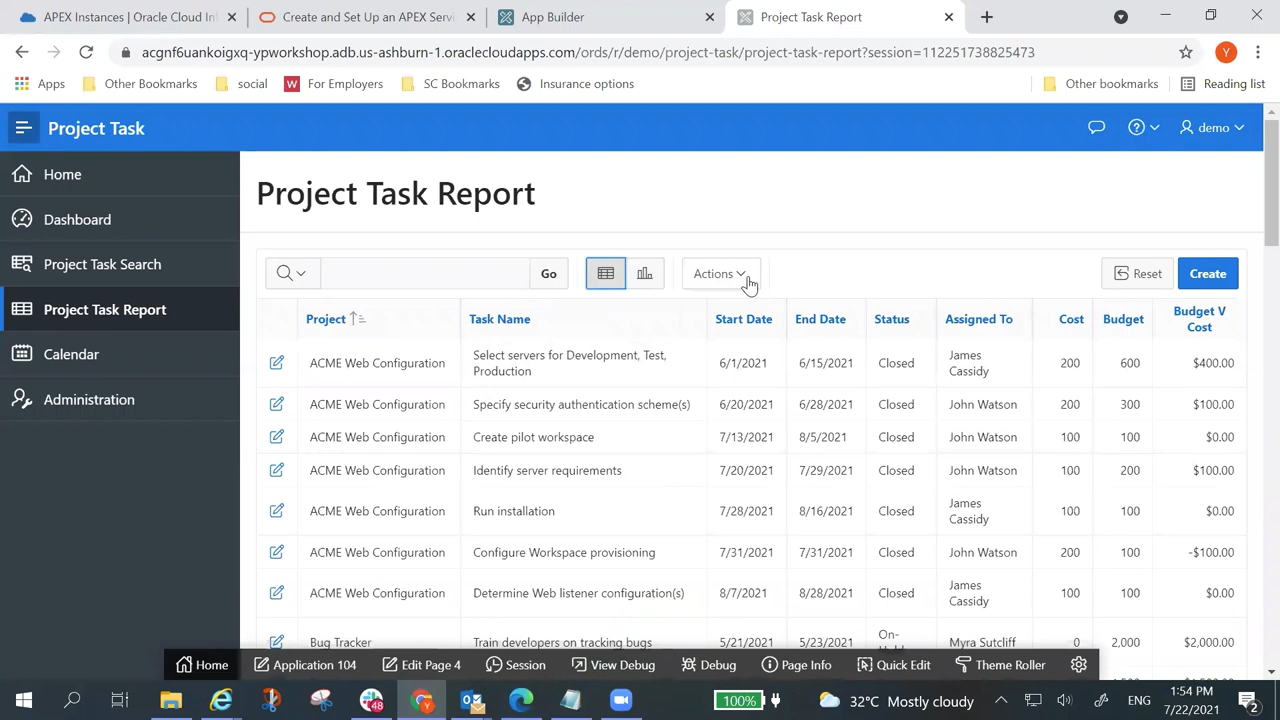 APEX Instances | Oracle Cloud In
Create and Set Up an APEX Servi
App Builder
Project Task Report
acgnf6uankoigxq-ypworkshop.adb.us-ashburn-1.oraclecloudapps.com/ords/r/demo/project-task/project-task-report?session=112251738825473
Y
Apps
Other Bookmarks
social
W For Employers
SC Bookmarks
Insurance options
Other bookmarks
Reading list
Project Task
demo
Home
Dashboard
Project Task Search
Project Task Report
Calendar
Administration
Project Task Report
Go
Actions
Reset
Create
Project Task Name Start Date End Date Status Assigned To Cost Budget Budget V
Cost
ACME Web Configuration Select servers for Development, Test,
Production 6/1/2021 6/15/2021 Closed James
Cassidy 200 600 $400.00
ACME Web Configuration Specify security authentication scheme(s) 6/20/2021 6/28/2021 Closed John Watson 200 300 $100.00
ACME Web Configuration Create pilot workspace 7/13/2021 8/5/2021 Closed John Watson 100 100 $0.00
ACME Web Configuration Identify server requirements 7/20/2021 7/29/2021 Closed John Watson 100 200 $100.00
ACME Web Configuration Run installation 7/28/2021 8/16/2021 Closed James
Cassidy 100 100 $0.00
ACME Web Configuration Configure Workspace provisioning 7/31/2021 7/31/2021 Closed John Watson 200 100 -$100.00
ACME Web Configuration Determine Web listener configuration(s) 8/7/2021 8/28/2021 Closed James
Cassidy 100 100 $0.00
Bug Tracker Train developers on tracking bugs 5/21/2021 5/23/2021 On- Myra Sutcliff 0 2,000 $2,000.00
Home
Application 104
Edit Page 4
Session
View Debug
Debug
Page Info
Quick Edit
Theme Roller
48
Y
100%
32°C Mostly cloudy
ENG
1:54 PM
7/22/2021
2